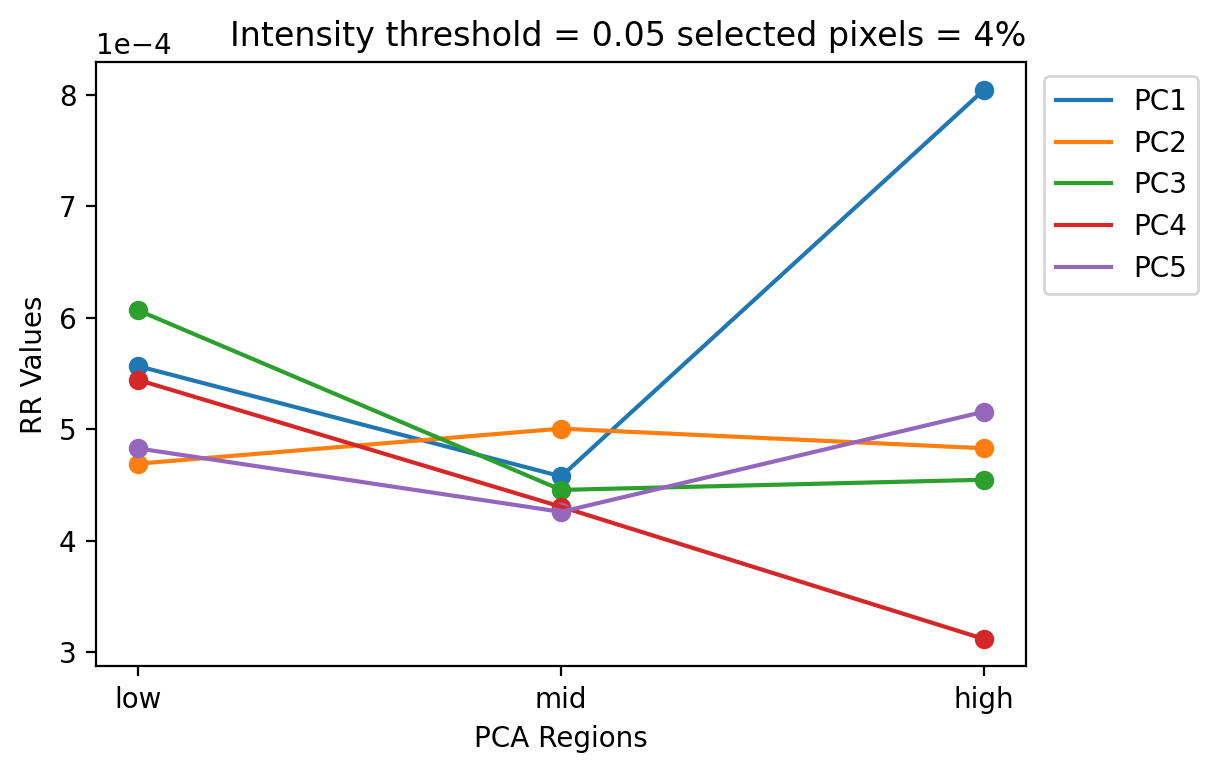 Intensity threshold = 0.05 selected pixels = 4%
1e−4
8
7
6
5
4
3
RR Values
low
mid
high
PCA Regions
PC1
PC2
PC3
PC4
PC5